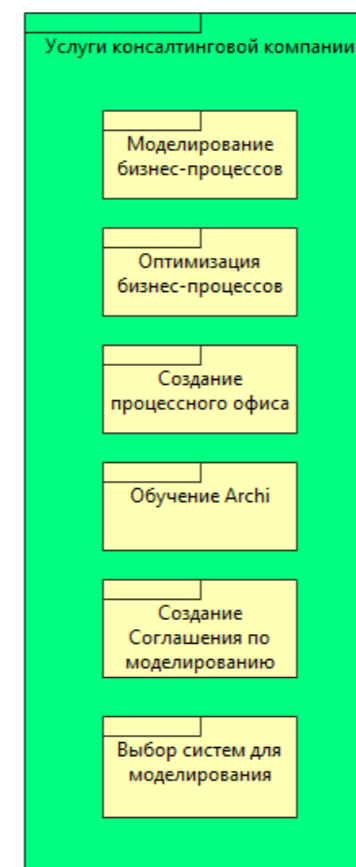 Услуги консалтинговой компании
Моделирование
бизнес-процессов
Оптимизация
бизнес-процессов
Создание
процессного офиса
Обучение Archi
Создание
Соглашения по
моделированию
Выбор систем для
моделирования